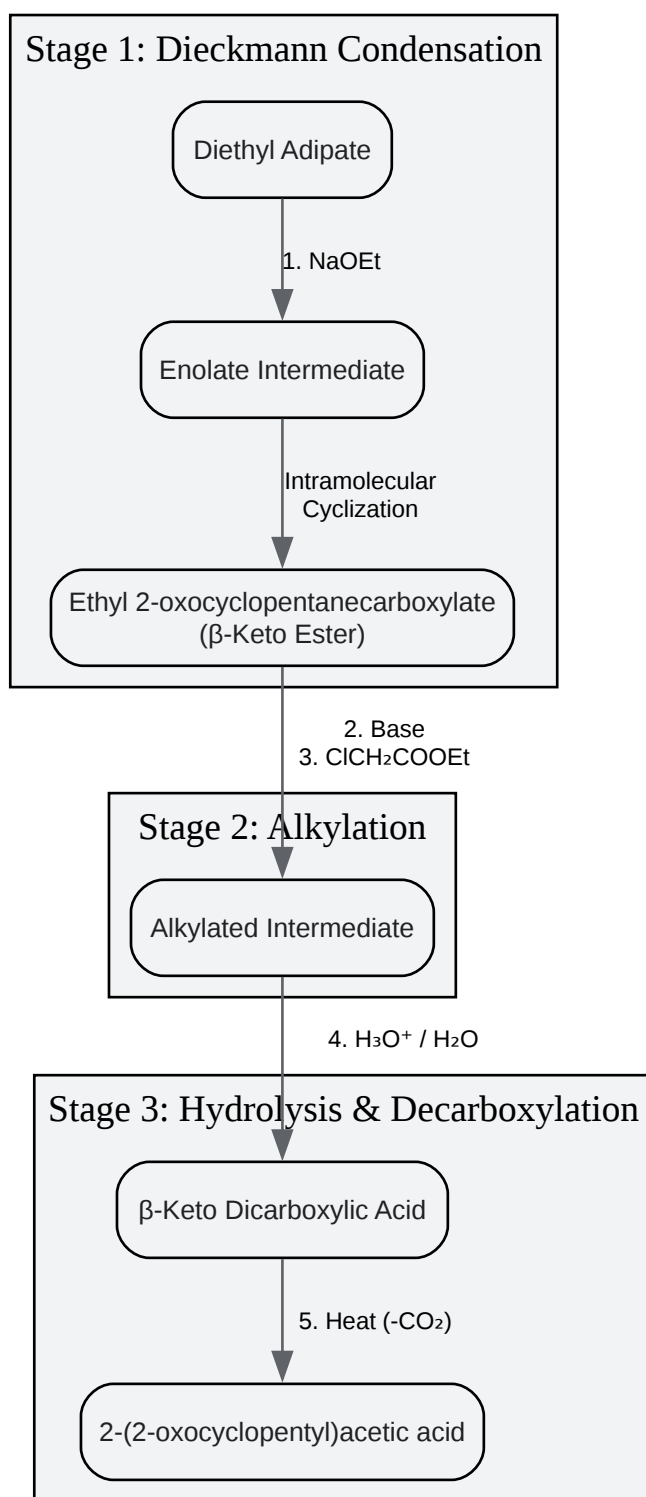 Stage 1: Dieckmann Condensation
Diethyl Adipate
1. NaOEt
Enolate Intermediate
Intramolecular
Cyclization
Ethyl 2-oxocyclopentanecarboxylate
(β-Keto Ester)
2. Base
3. ClCH₂COOEt
Stage 2: Alkylation
Alkylated Intermediate
4. H₃O⁺ / H₂O
Stage 3: Hydrolysis & Decarboxylation
β-Keto Dicarboxylic Acid
5. Heat (-CO₂)
2-(2-oxocyclopentyl)acetic acid